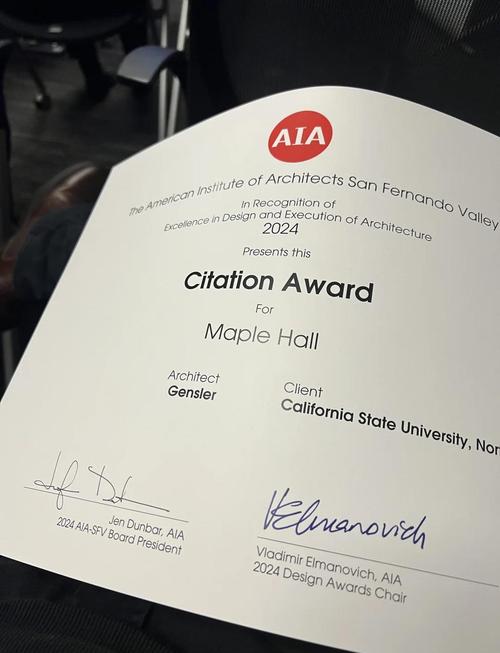 AIA
The American Institute of Architects San Fernando Valley
In Recognition of
Excellence in Design and Execution of Architecture
2024
Presents this
Citation Award
For
Maple Hall
Architect
Gensler
Client
California State University, Nor
Jen Dunbar, AIA
2024 AIA-SFV Board President
VElmanovich
Vladimir Elmanovich, AIA
2024 Design Awards Chair